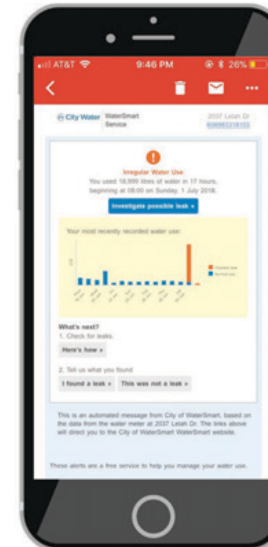 AT&T 9:46 PM 26%
City Water WaterSmart Service
2037 Lelah Dr
Irregular Water Use
You used 18,999 litres of water in 17 hours,
beginning at 08:00 on Sunday, 1 July 2018.
Investigate possible leak »
Your most recently recorded water use:
What's next?
1. Check for leaks.
Here's how »
2. Tell us what you found
I found a leak » This was not a leak »
This is an automated message from City of WaterSmart, based on
the data from the water meter at 2037 Lelah Dr. The links above
will direct you to the City of WaterSmart WaterSmart website.
These alerts are a free service to help you manage your water use.